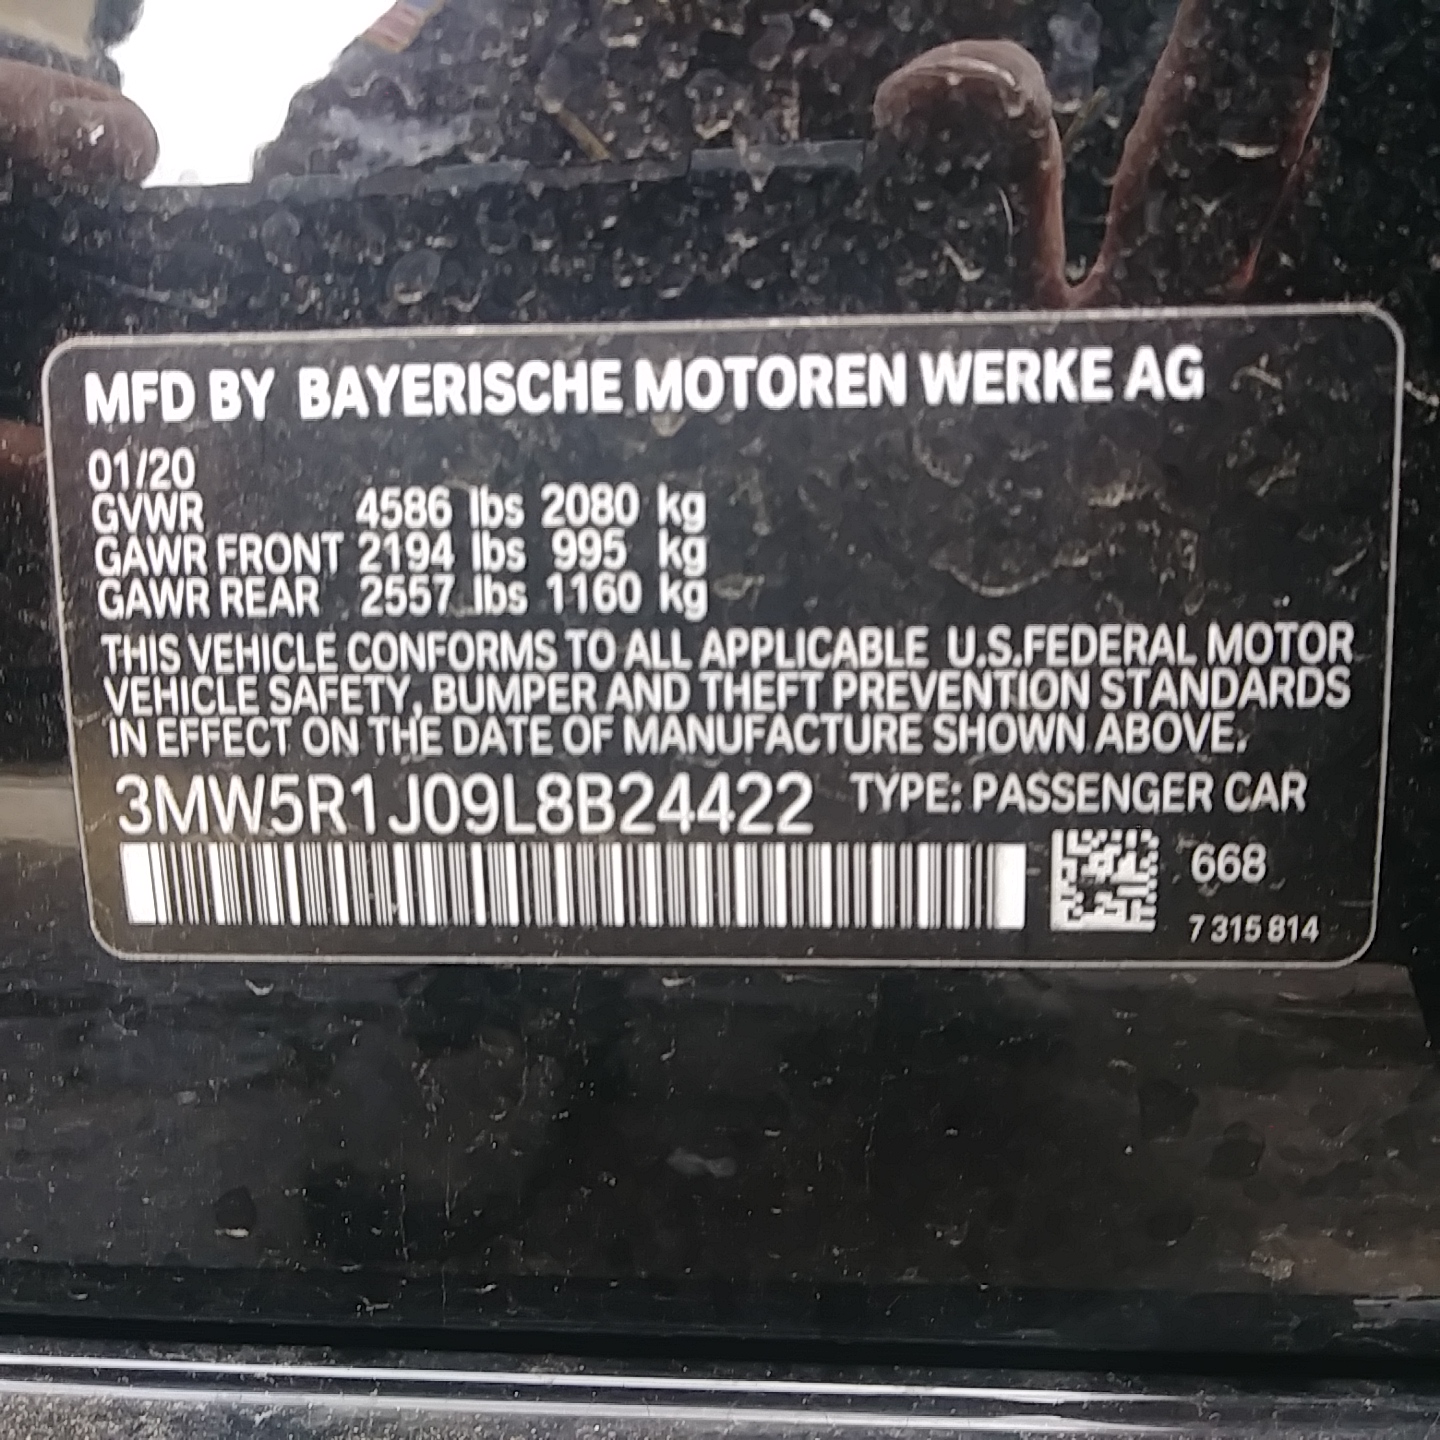 MFD BY BAYERISCHE MOTOREN WERKE AG
01/20
GVWR 4586 lbs 2080 kg
GAWR FRONT 2194 lbs 995 kg
GAWR REAR 2557 lbs 1160 kg
THIS VEHICLE CONFORMS TO ALL APPLICABLE U.S.FEDERAL MOTOR
VEHICLE SAFETY, BUMPER AND THEFT PREVENTION STANDARDS
IN EFFECT ON THE DATE OF MANUFACTURE SHOWN ABOVE.
3MW5R1J09L8B24422 TYPE: PASSENGER CAR
668
7 315 814